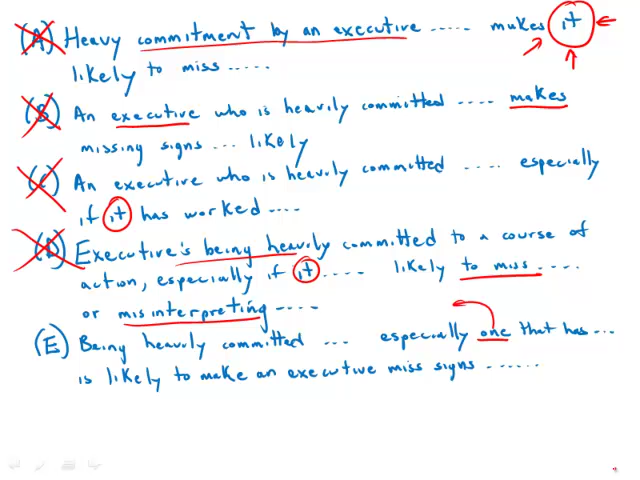 (A) Heavy commitment by an executive ..... makes it
likely to miss .....
(B) An executive who is heavily committed .... makes
missing signs ... likely
(C) An executive who is heavily committed .... especially
if it has worked ....
(D) Executive's being heavily committed to a course of
action, especially if it .... likely to miss ....
or misinterpreting ....
(E) Being heavily committed ... especially one that has ...
is likely to make an executive miss signs ......